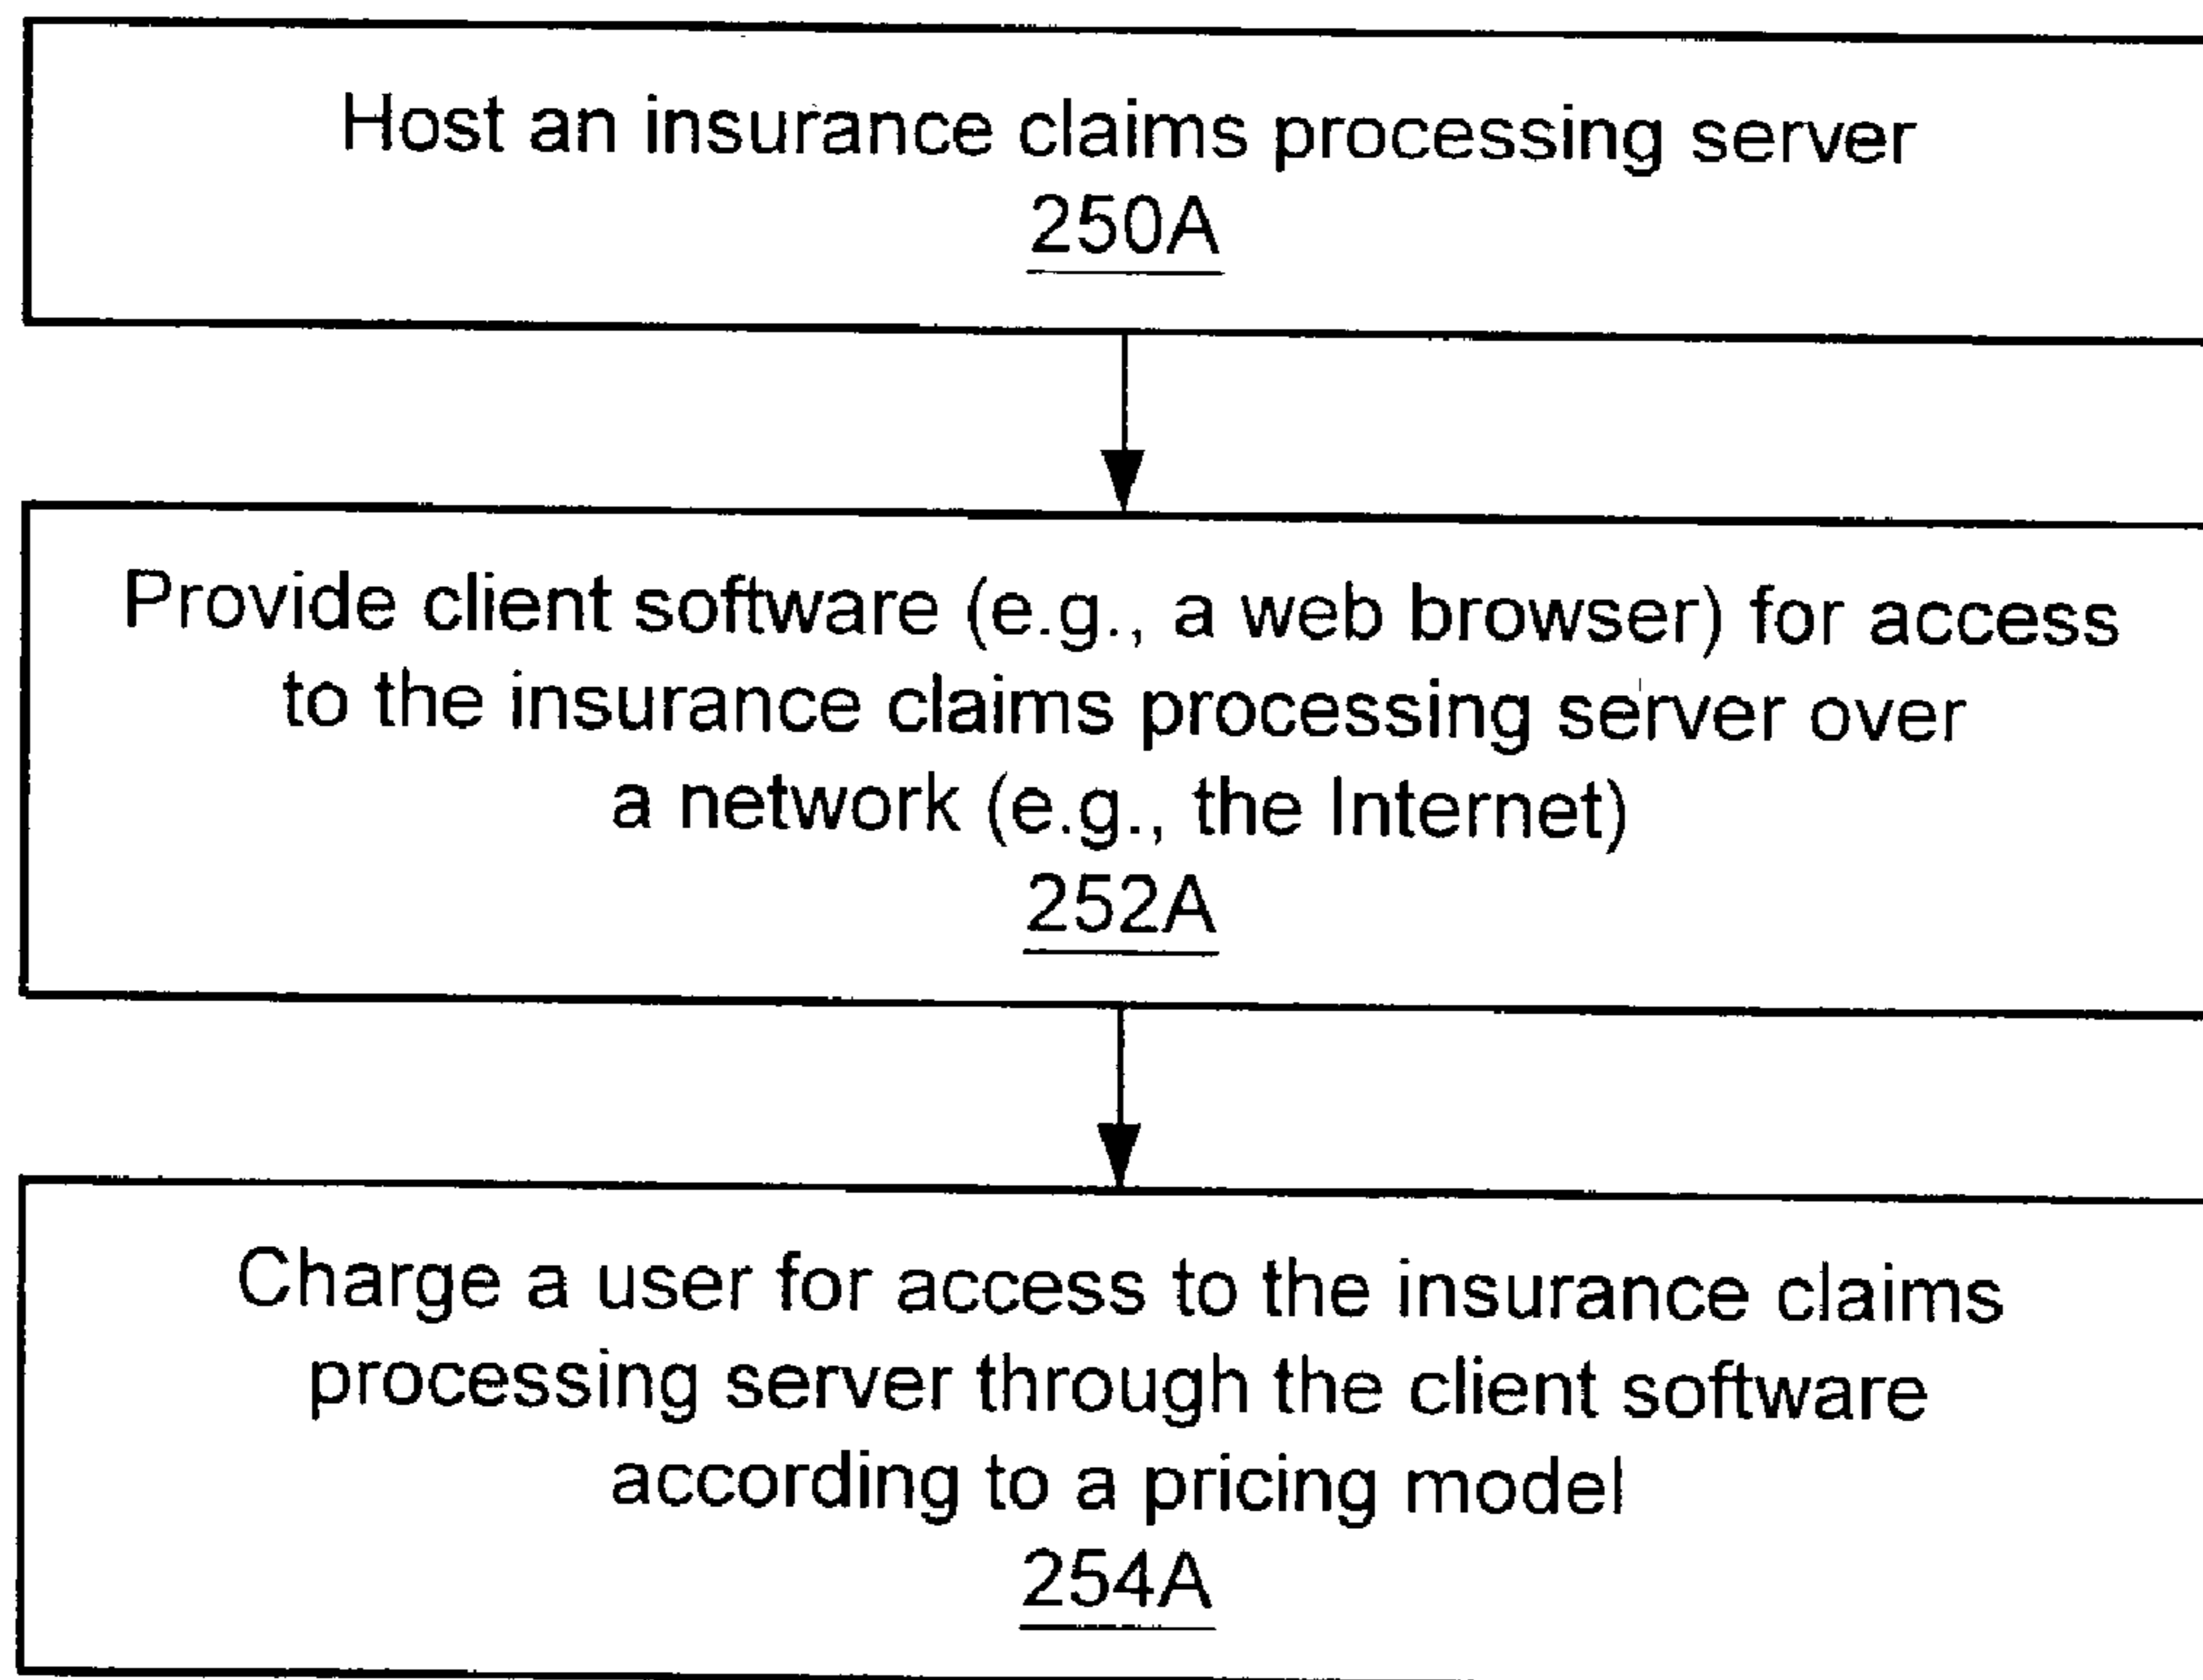 Host an insurance claims processing server
250A
Provide client software (e.g., a web browser) for access
to the insurance claims processing server over
a network (e.g., the Internet)
252A
Charge a user for access to the insurance claims
processing server through the client software
according to a pricing model
254A